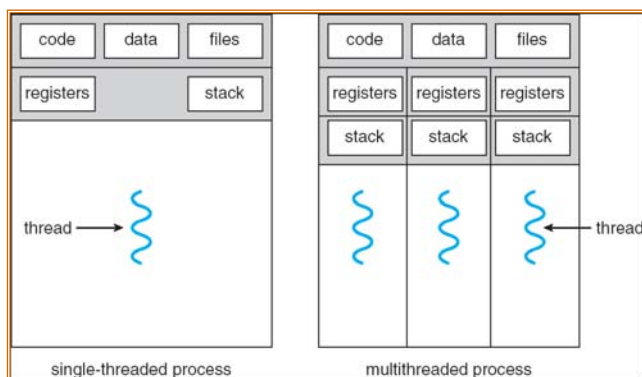 code data files
registers stack
thread
single-threaded process
code data files
registers registers registers
stack stack stack
thread
multithreaded process